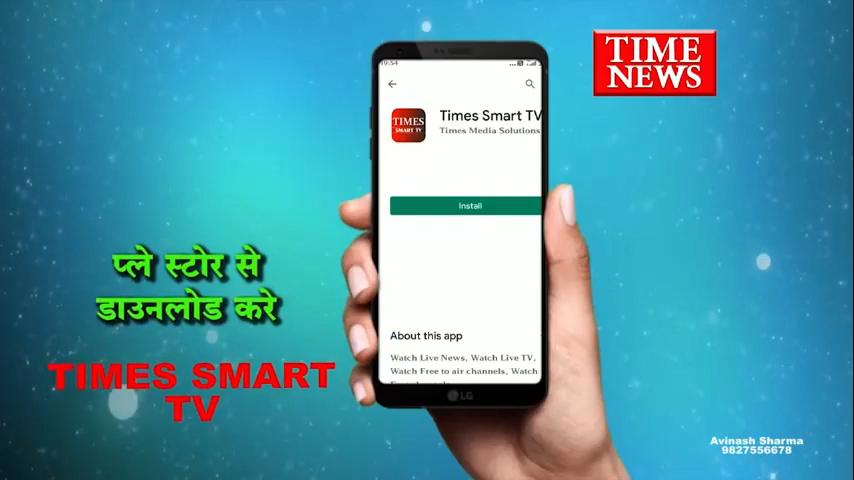 TIME
NEWS
19:54
Times Smart TV
TIMES
SMART TV
Times Media Solutions
Install
About this app
Watch Live News, Watch Live TV,
Watch Free to air channels, Watch
प्ले स्टोर से
डाउनलोड करे
TIMES SMART
TV
LG
Avinash Sharma
9827556678